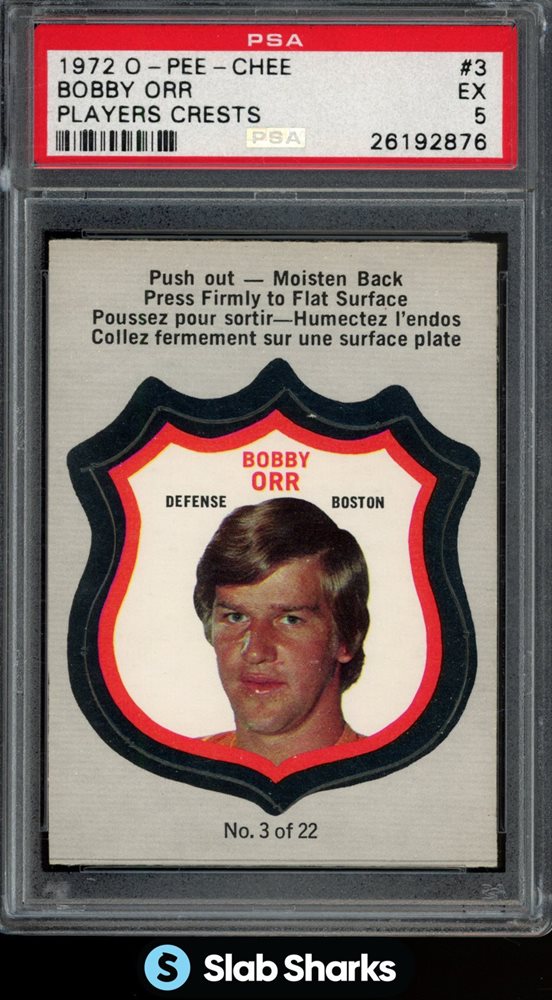 PSA
1972 O-PEE-CHEE #3
BOBBY ORR EX
PLAYERS CRESTS 5
PSA
26192876
Push out — Moisten Back
Press Firmly to Flat Surface
Poussez pour sortir—Humectez l'endos
Collez fermement sur une surface plate
BOBBY
ORR
DEFENSE BOSTON
No. 3 of 22
S Slab Sharks